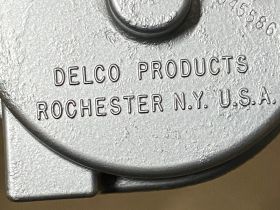 DELCO PRODUCTS
ROCHESTER N.Y. U.S.A.